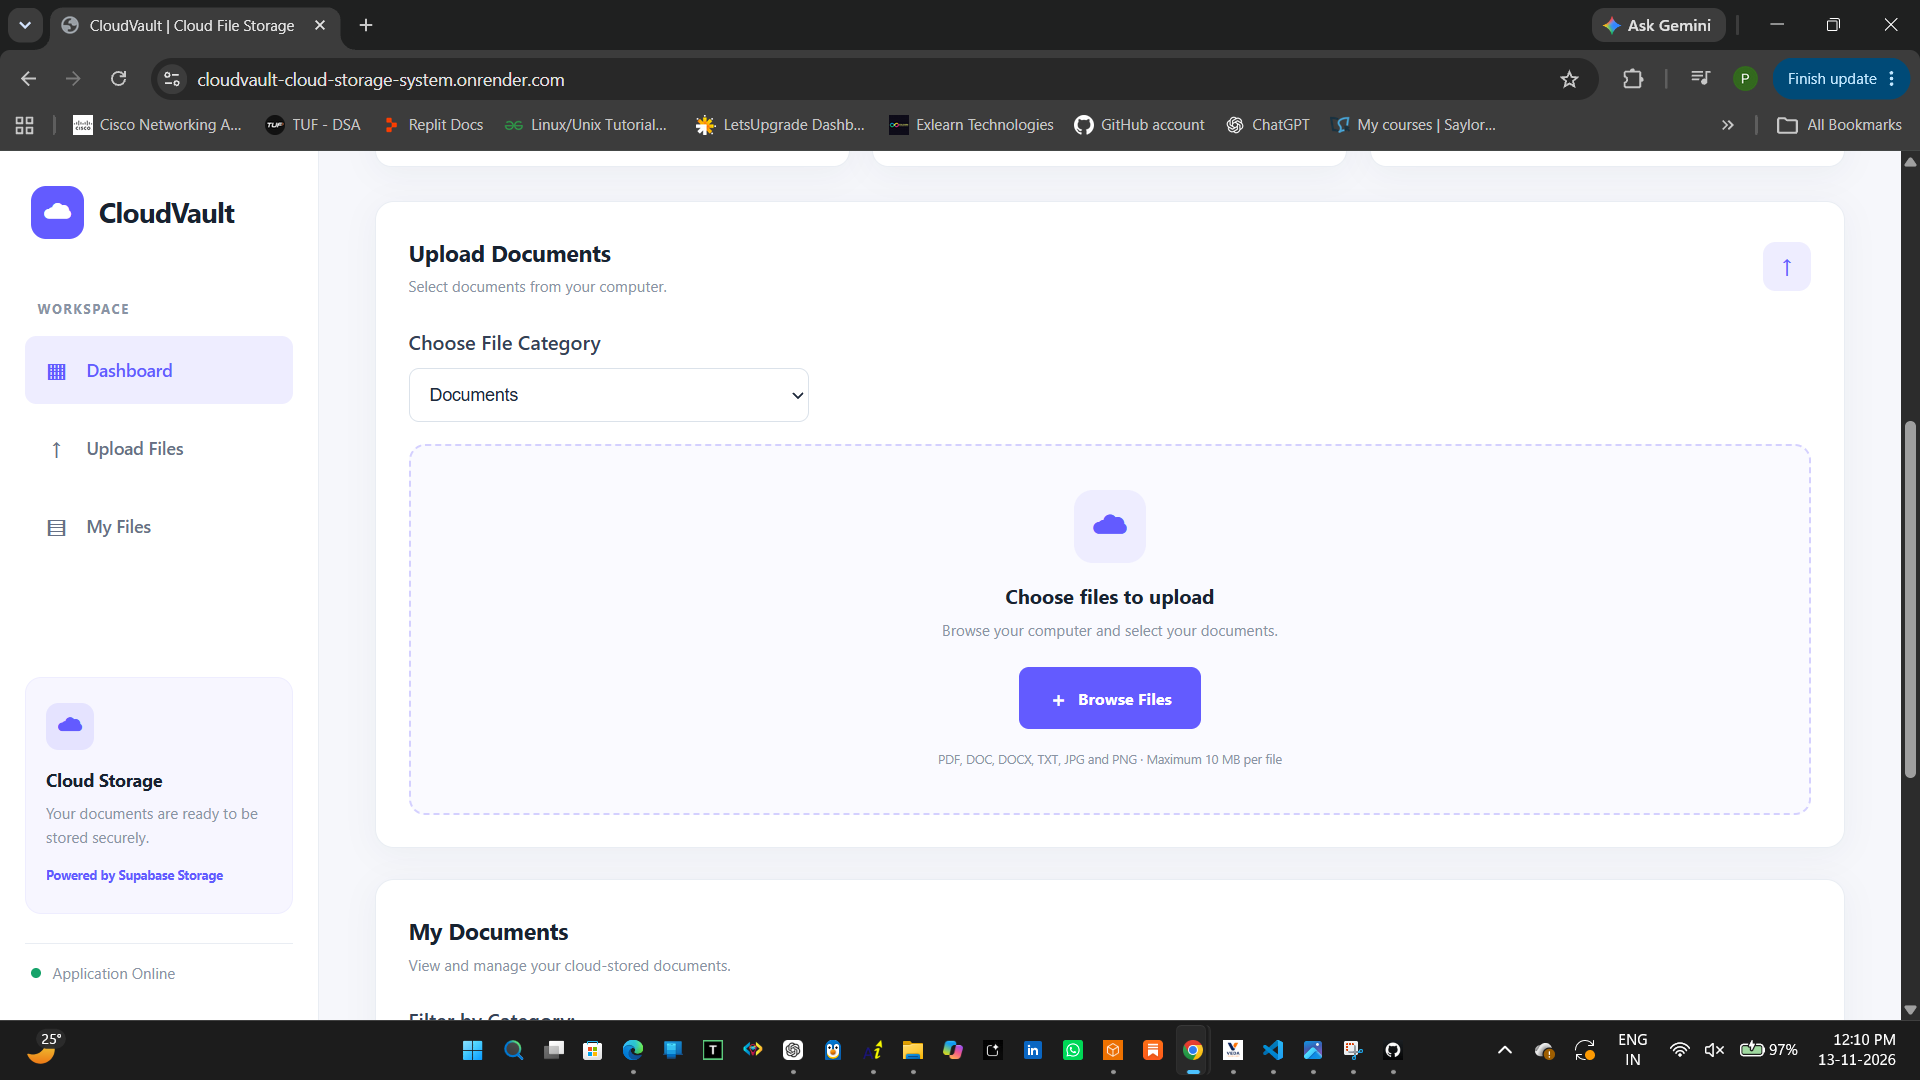 CloudVault | Cloud File Storage
Ask Gemini
cloudvault-cloud-storage-system.onrender.com
P
Finish update
Cisco Networking A...
TUF - DSA
Replit Docs
Linux/Unix Tutorial...
LetsUpgrade Dashb...
Exlearn Technologies
GitHub account
ChatGPT
My courses | Saylor...
All Bookmarks
CloudVault
WORKSPACE
Dashboard
Upload Files
My Files
Cloud Storage
Your documents are ready to be
stored securely.
Powered by Supabase Storage
Application Online
Upload Documents
Select documents from your computer.
Choose File Category
Documents
Choose files to upload
Browse your computer and select your documents.
+ Browse Files
PDF, DOC, DOCX, TXT, JPG and PNG · Maximum 10 MB per file
My Documents
View and manage your cloud-stored documents.
Filter by Category:
25°
ENG
IN
97%
12:10 PM
13-11-2026